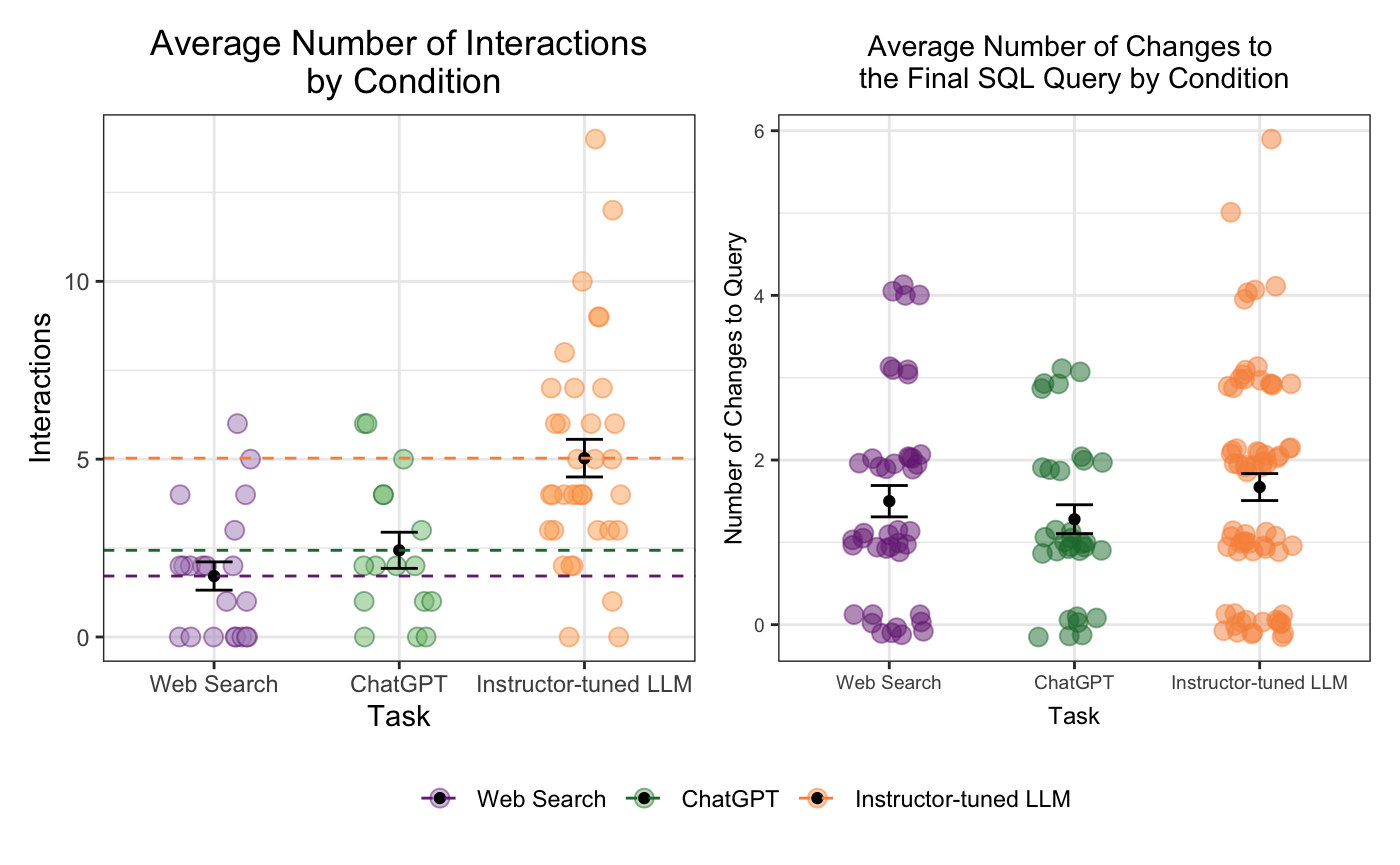 Average Number of Interactions
by Condition
Interactions
10
5
0
Web Search
ChatGPT
Instructor-tuned LLM
Task
Average Number of Changes to
the Final SQL Query by Condition
Number of Changes to Query
6
4
2
0
Web Search
ChatGPT
Instructor-tuned LLM
Task
Web Search
ChatGPT
Instructor-tuned LLM